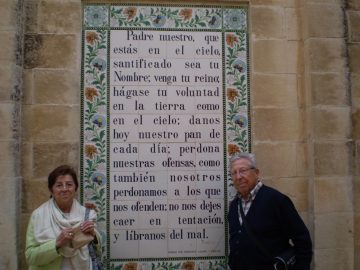 Padre nuestro, que
estás en el cielo,
santificado sea tu
Nombre; venga tu reino;
hágase tu voluntad
en la tierra como
en el cielo; danos
hoy nuestro pan de
cada día; perdona
nuestras ofensas, como
también nosotros
perdonamos a los que
nos ofenden; no nos dejes
caer en tentación,
y líbranos del mal.